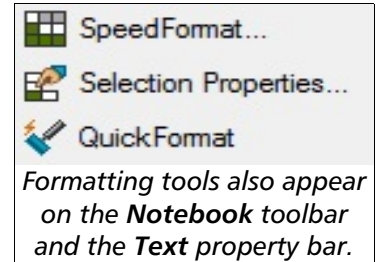 SpeedFormat...
Selection Properties...
QuickFormat
Formatting tools also appear
on the Notebook toolbar
and the Text property bar.